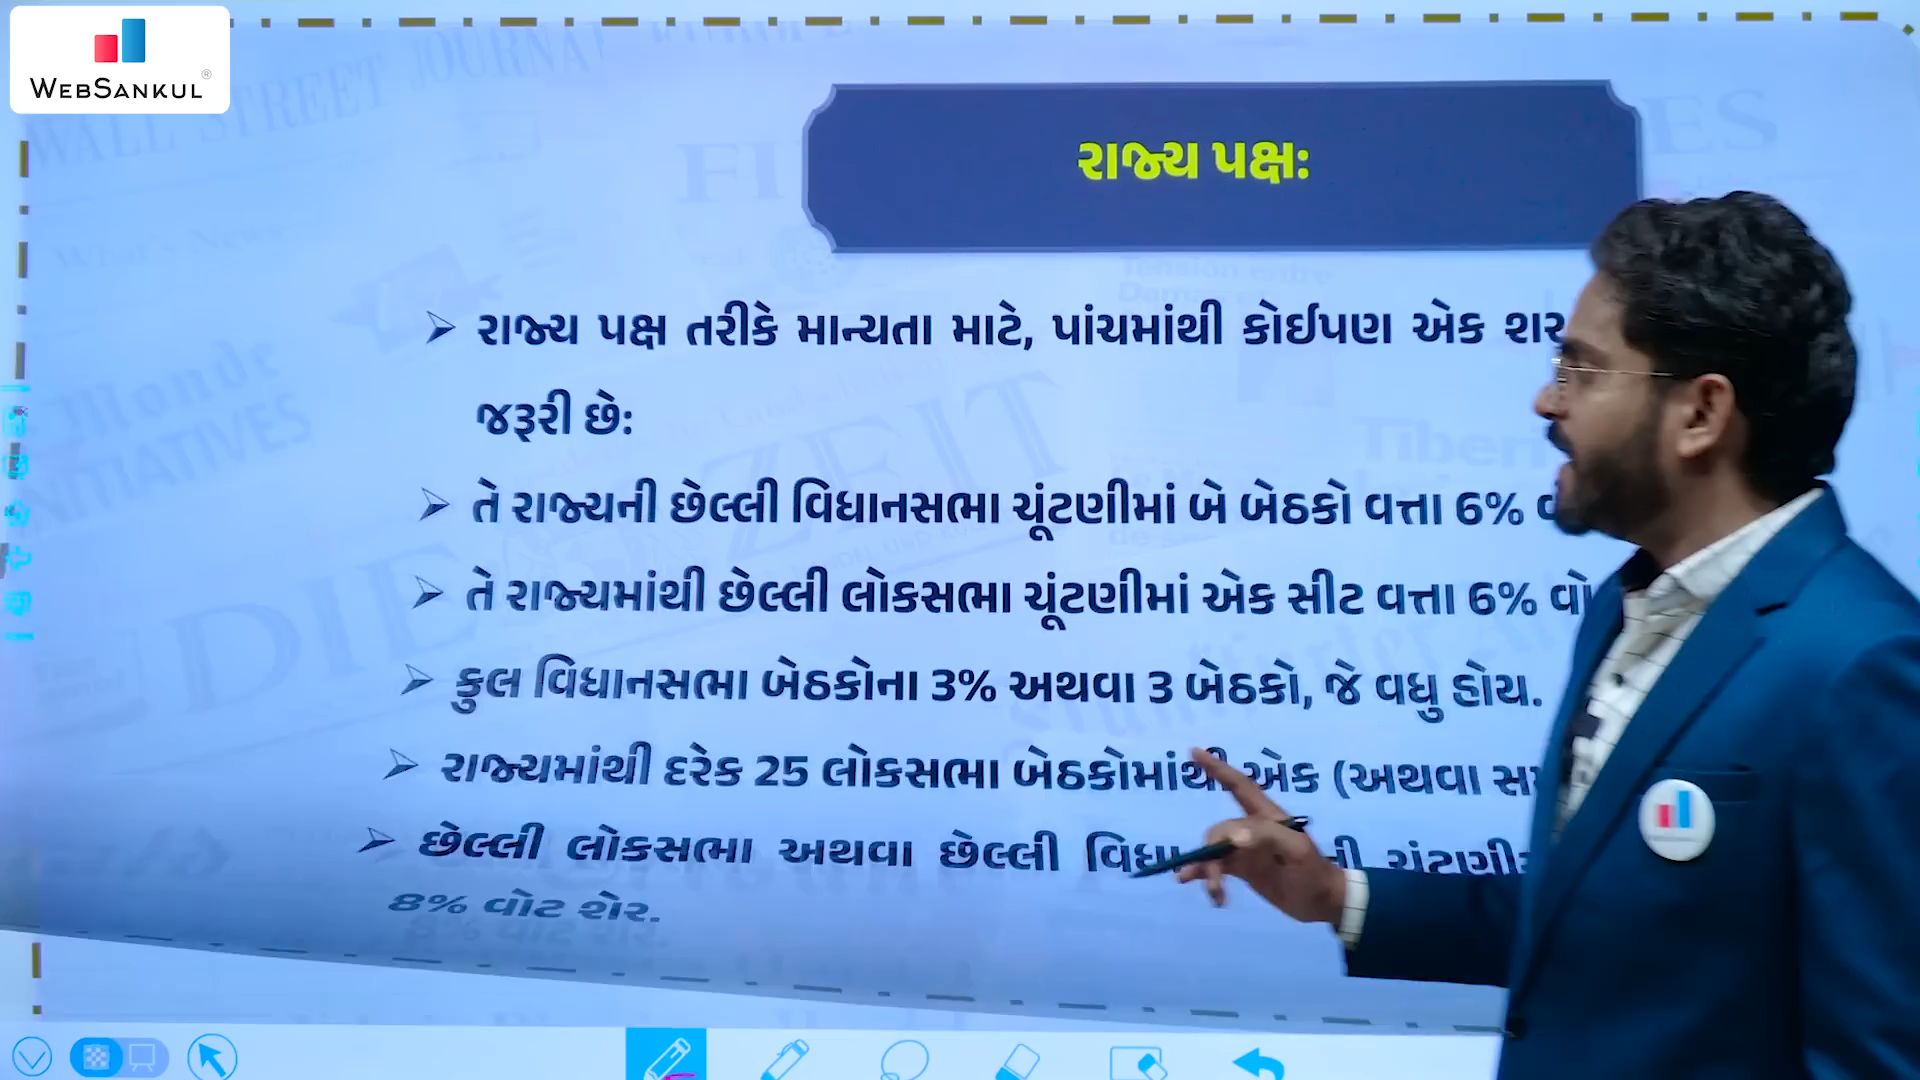 WEBSANKUL®
રાજ્ય પક્ષ:
➢ રાજ્ય પક્ષ તરીકે માન્યતા માટે, પાંચમાંથી કોઈપણ એક
જરૂરી છે:
➢ તે રાજ્યની છેલ્લી વિધાનસભા ચૂંટણીમાં બે બેઠકો વત્તા 6%
➢ તે રાજ્યમાંથી છેલ્લી લોકસભા ચૂંટણીમાં એક સીટ વત્તા 6%
➢ કુલ વિધાનસભા બેઠકોના 3% અથવા 3 બેઠકો, જે વધુ હોય.
➢ રાજ્યમાંથી દરેક 25 લોકસભા બેઠકોમાંથી એક (અથવા
➢ છેલ્લી લોકસભા અથવા છેલ્લી
8% વોટ શેર.